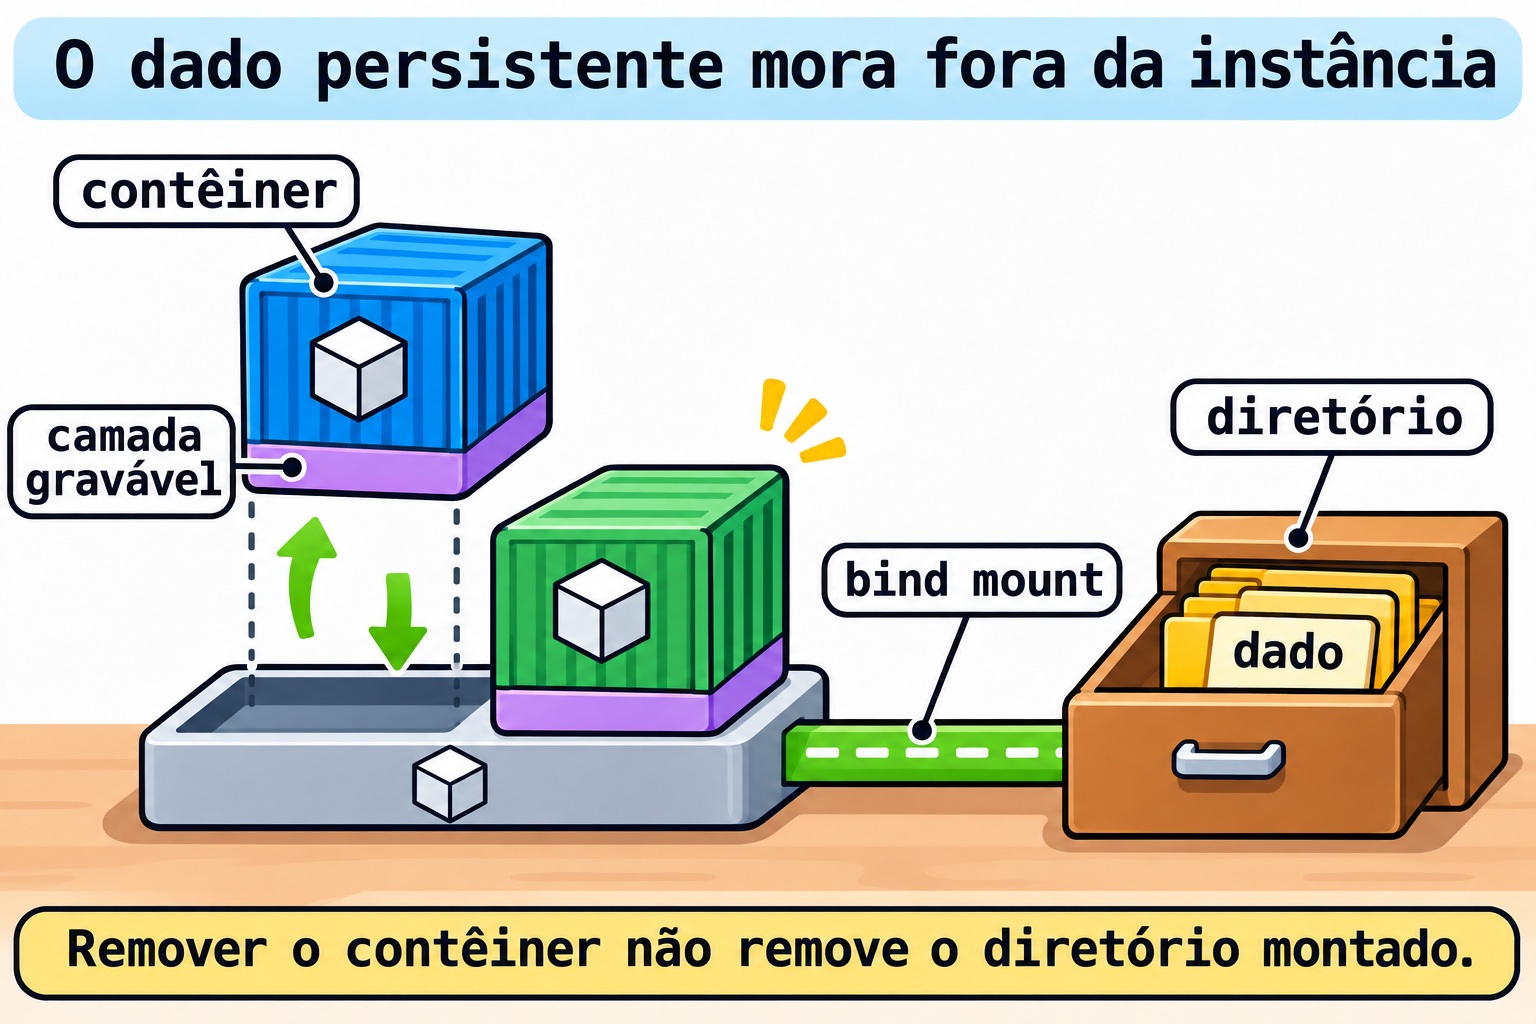 O dado persistente mora fora da instância
contêiner
camada
gravável
diretório
bind mount
dado
Remover o contêiner não remove o diretório montado.